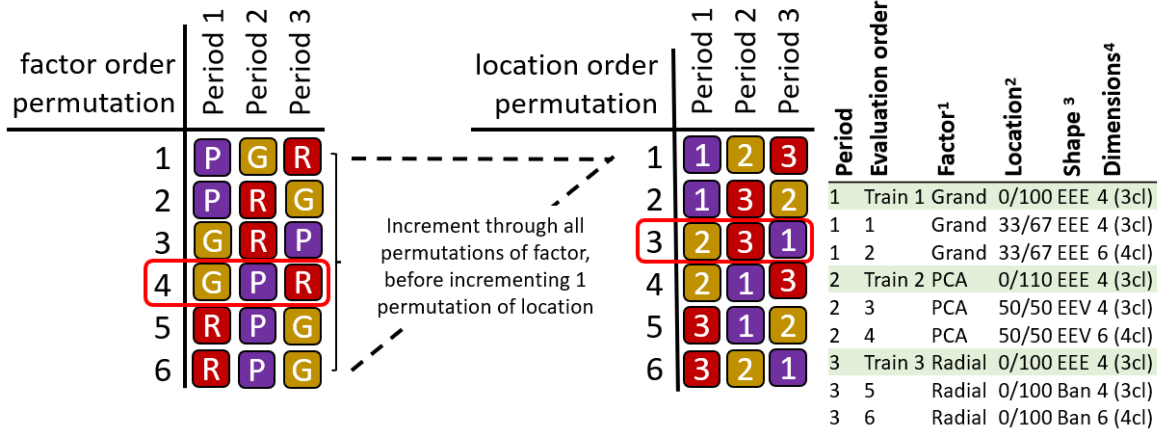 factor order
permutation
Period 1
Period 2
Period 3
1 P G R
2 P R G
3 G R P
4 G P R
5 R P G
6 R P G
Increment through all
permutations of factor,
before incrementing 1
permutation of location
location order
permutation
Period 1
Period 2
Period 3
1 1 2 3
2 1 3 2
3 2 3 1
4 2 1 3
5 3 1 2
6 3 2 1
Period
Evaluation order
Factor¹
Location²
Shape ³
Dimensions⁴
1 Train 1 Grand 0/100 EEE 4 (3cl)
1 1 Grand 33/67 EEE 4 (3cl)
1 2 Grand 33/67 EEE 6 (4cl)
2 Train 2 PCA 0/110 EEE 4 (3cl)
2 3 PCA 50/50 EEV 4 (3cl)
2 4 PCA 50/50 EEV 6 (4cl)
3 Train 3 Radial 0/100 EEE 4 (3cl)
3 5 Radial 0/100 Ban 4 (3cl)
3 6 Radial 0/100 Ban 6 (4cl)